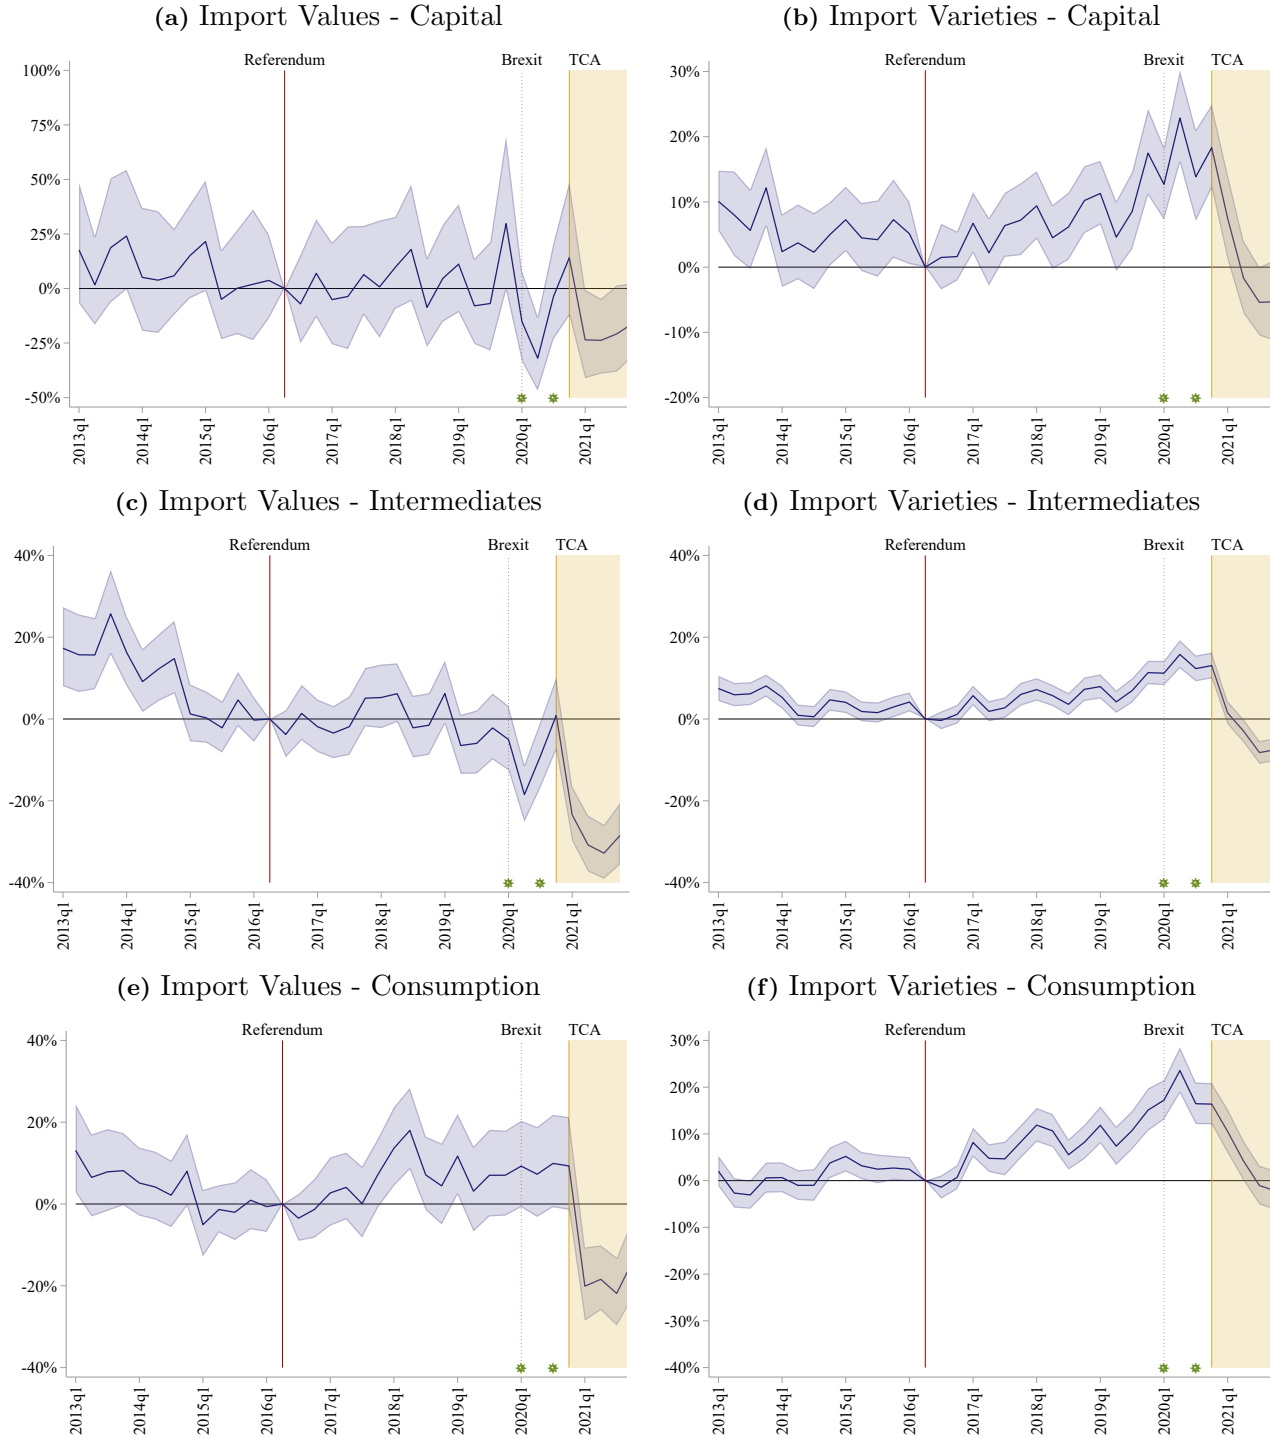 (a) Import Values - Capital
Referendum
Brexit
TCA
100%
75%
50%
25%
0%
-25%
-50%
2013q1
2014q1
2015q1
2016q1
2017q1
2018q1
2019q1
2020q1
2021q1
(b) Import Varieties - Capital
Referendum
Brexit
TCA
30%
20%
10%
0%
-10%
-20%
2013q1
2014q1
2015q1
2016q1
2017q1
2018q1
2019q1
2020q1
2021q1
(c) Import Values - Intermediates
Referendum
Brexit
TCA
40%
20%
0%
-20%
-40%
2013q1
2014q1
2015q1
2016q1
2017q1
2018q1
2019q1
2020q1
2021q1
(d) Import Varieties - Intermediates
Referendum
Brexit
TCA
40%
20%
0%
-20%
-40%
2013q1
2014q1
2015q1
2016q1
2017q1
2018q1
2019q1
2020q1
2021q1
(e) Import Values - Consumption
Referendum
Brexit
TCA
40%
20%
0%
-20%
-40%
2013q1
2014q1
2015q1
2016q1
2017q1
2018q1
2019q1
2020q1
2021q1
(f) Import Varieties - Consumption
Referendum
Brexit
TCA
30%
20%
10%
0%
-10%
-20%
-30%
-40%
2013q1
2014q1
2015q1
2016q1
2017q1
2018q1
2019q1
2020q1
2021q1